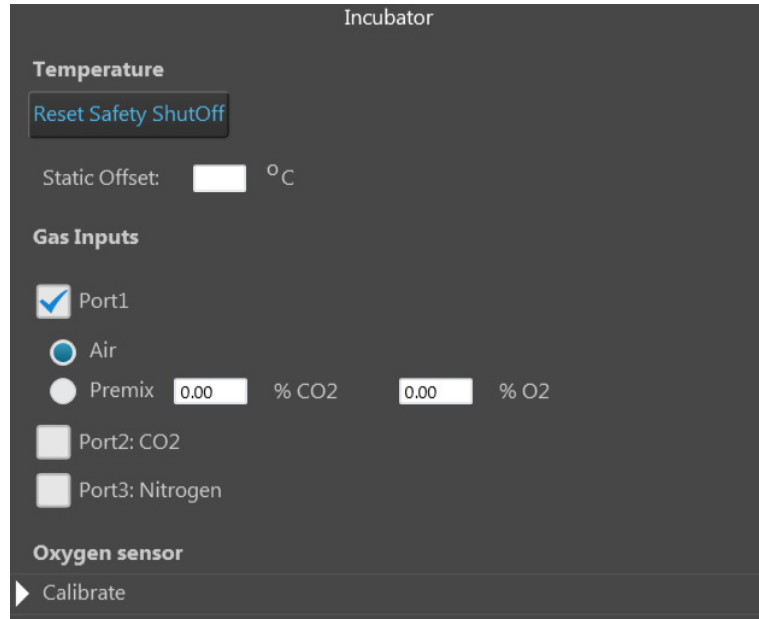 Incubator
Temperature
Reset Safety ShutOff
Static Offset: °C
Gas Inputs
Port1
Air
Premix 0.00 % CO2 0.00 % O2
Port2: CO2
Port3: Nitrogen
Oxygen sensor
Calibrate